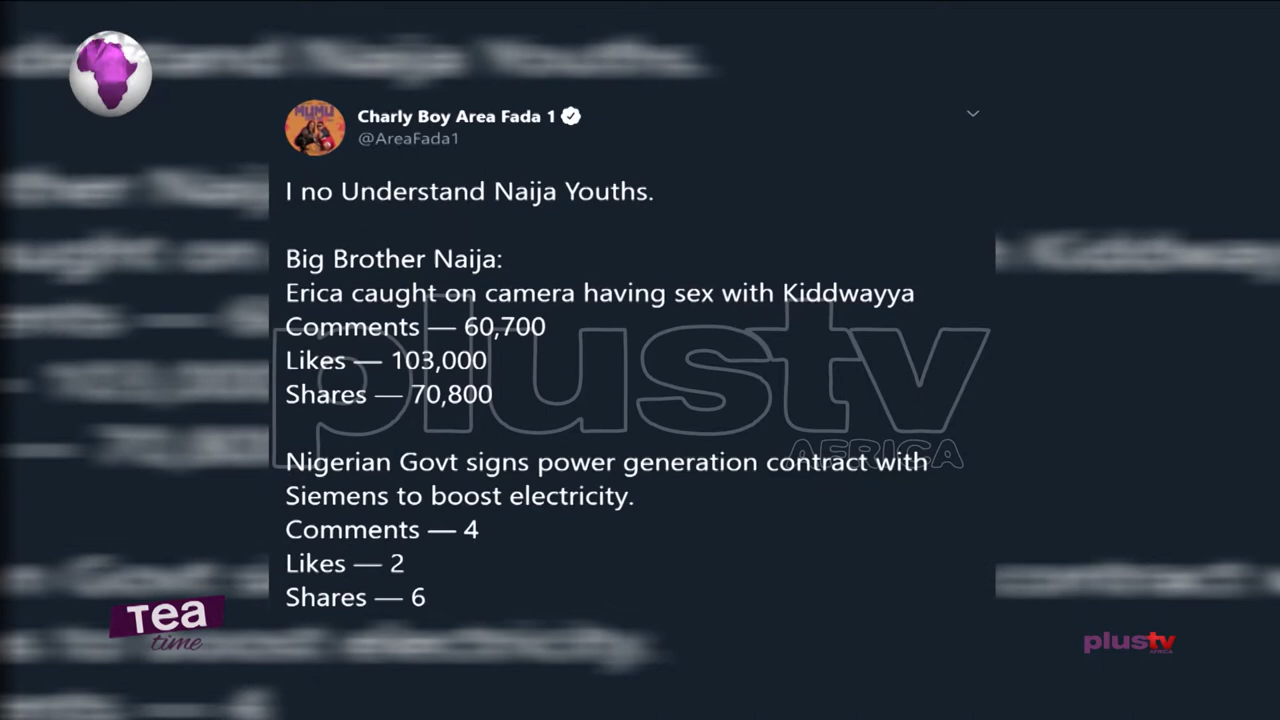 Charly Boy Area Fada 1
@AreaFada1
I no Understand Naija Youths.
Big Brother Naija:
Erica caught on camera having sex with Kiddwayya
Comments — 60,700
Likes — 103,000
Shares — 70,800
Nigerian Govt signs power generation contract with
Siemens to boost electricity.
Comments — 4
Likes — 2
Shares — 6
plustv
AFRICA
Tea
time
plustv
AFRICA